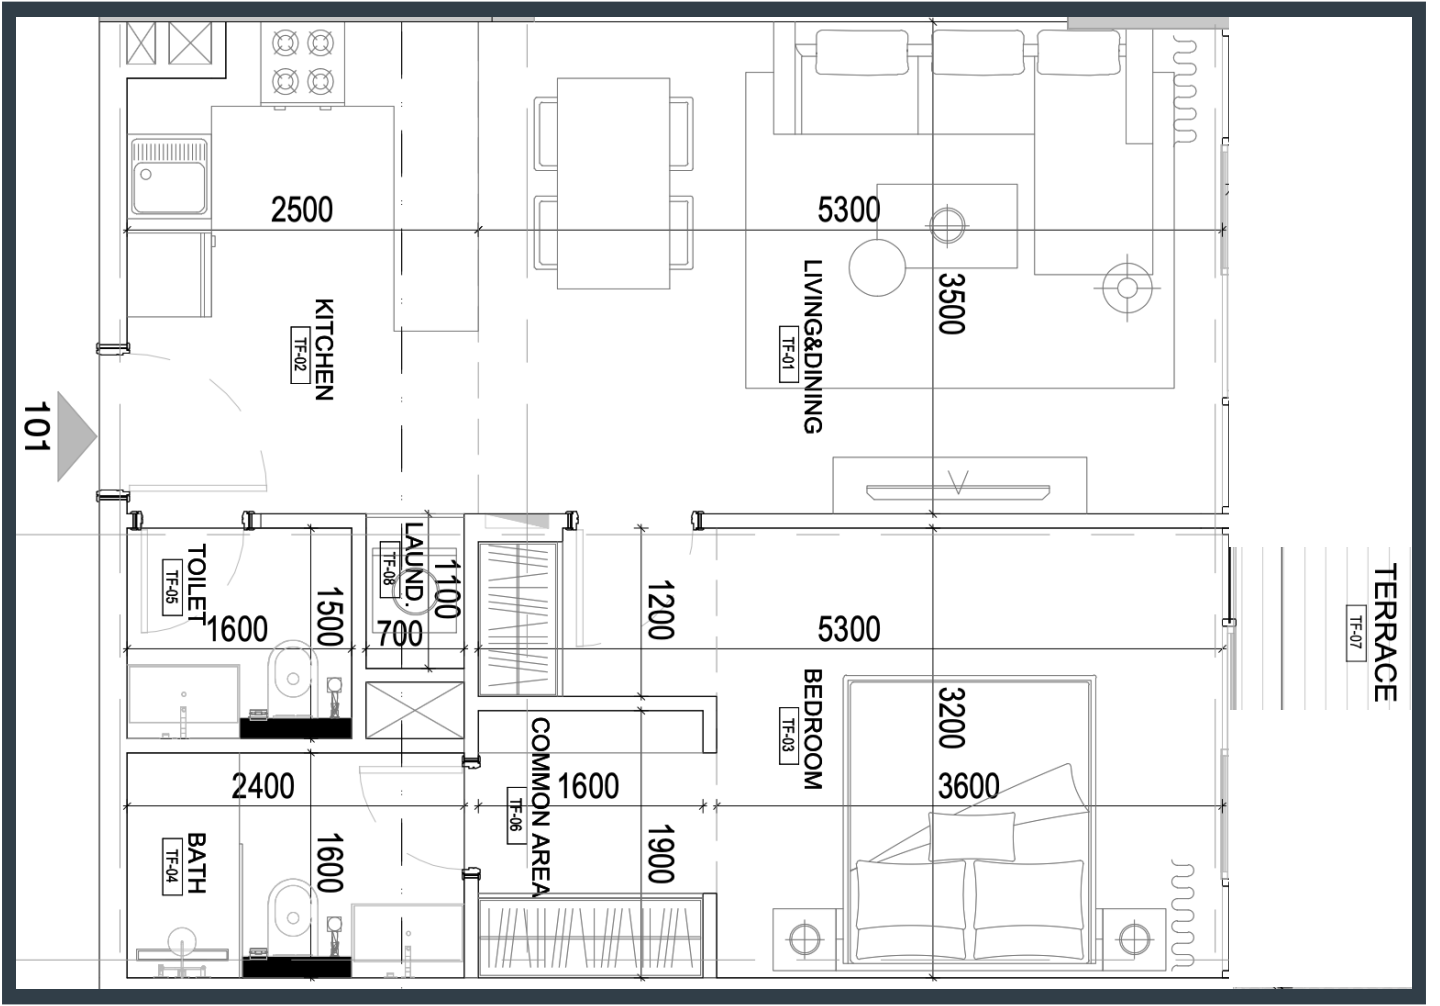 2500
5300
3500
KITCHEN
TF-02
LIVING&DINING
TF-01
101
TOILET
TF-05
1600
1500
LAUND.
TF-08
1100
700
1200
5300
TERRACE
TF-07
BEDROOM
TF-03
3200
3600
COMMON AREA
TF-06
1600
1900
2400
BATH
TF-04
1600